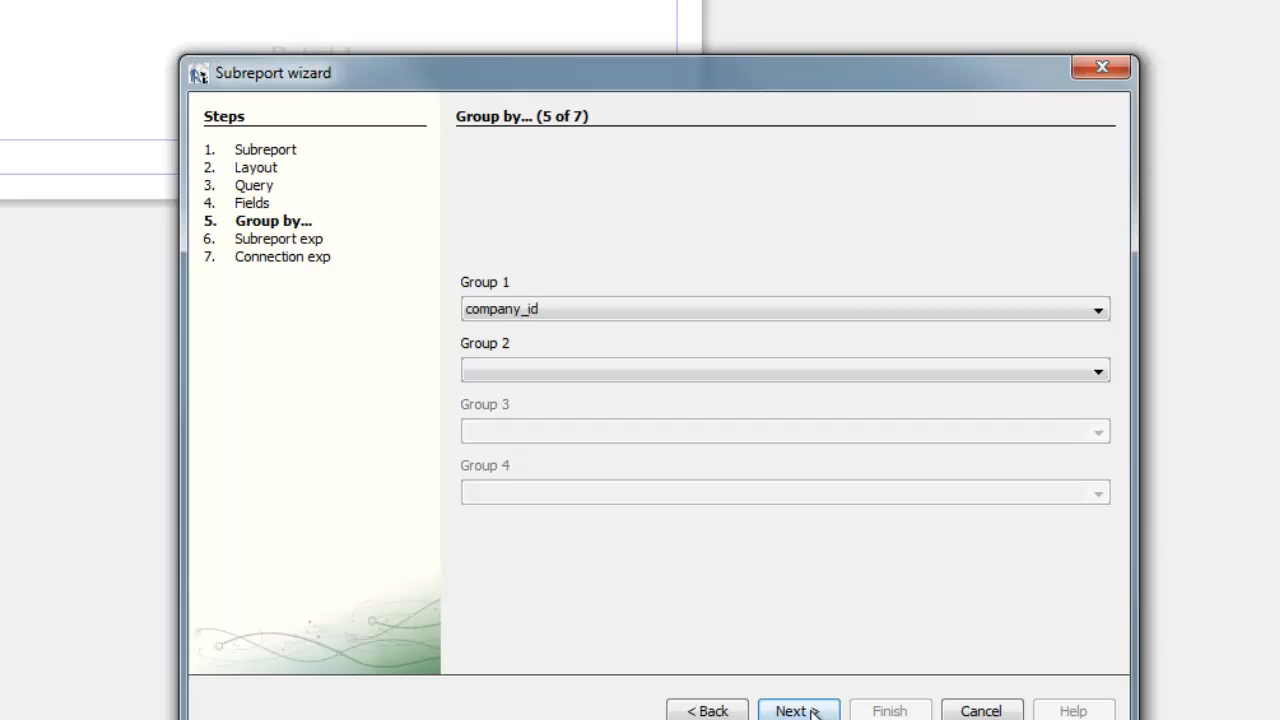 Subreport wizard
Steps
1. Subreport
2. Layout
3. Query
4. Fields
5. Group by...
6. Subreport exp
7. Connection exp
Group by... (5 of 7)
Group 1
company_id
Group 2
Group 3
Group 4
< Back
Next >
Finish
Cancel
Help